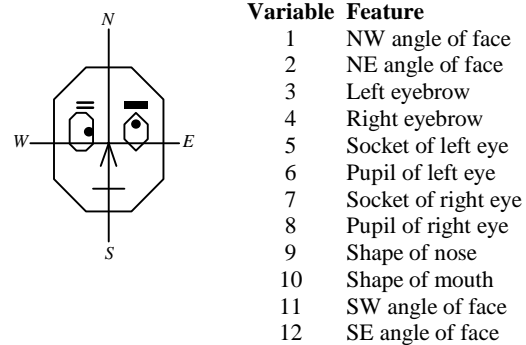 N
W
E
S
Variable Feature
1 NW angle of face
2 NE angle of face
3 Left eyebrow
4 Right eyebrow
5 Socket of left eye
6 Pupil of left eye
7 Socket of right eye
8 Pupil of right eye
9 Shape of nose
10 Shape of mouth
11 SW angle of face
12 SE angle of face